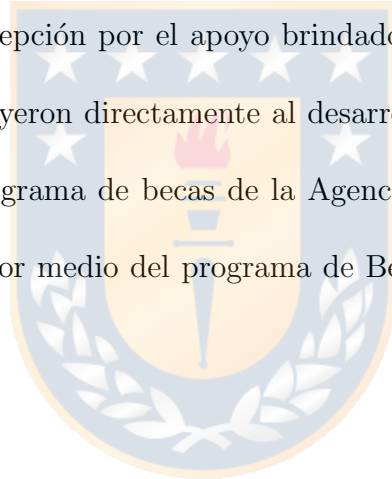 epción por el apoyo brindado
yeron directamente al desarr
grama de becas de la Agenc
or medio del programa de Be